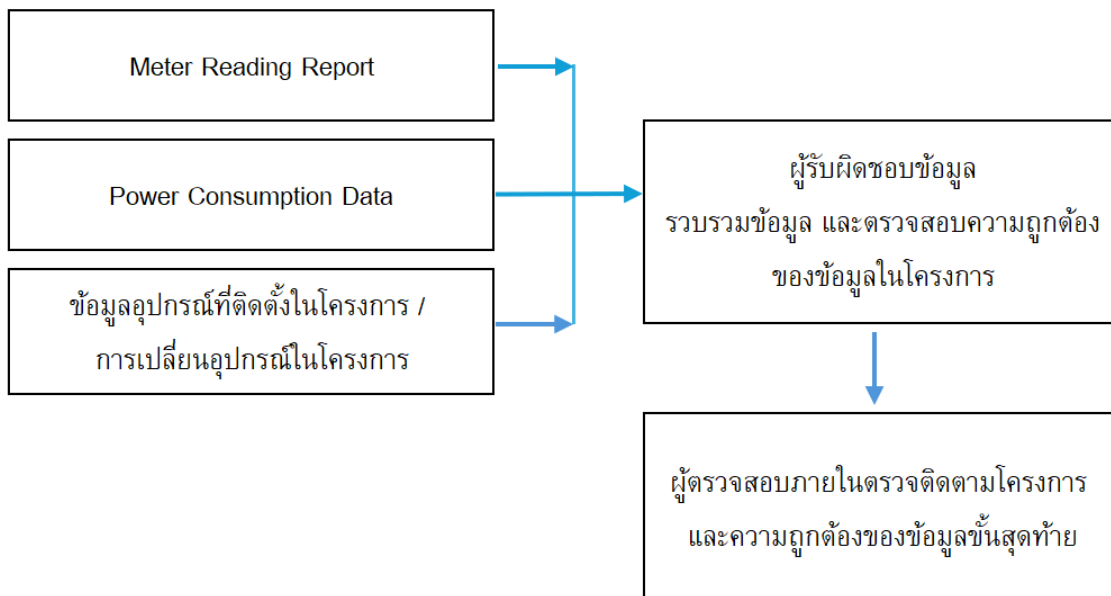 Meter Reading Report
Power Consumption Data
ข้อมูลอุปกรณ์ที่ติดตั้งในโครงการ /
การเปลี่ยนอุปกรณ์ในโครงการ
ผู้รับผิดชอบข้อมูล
รวบรวมข้อมูล และตรวจสอบความถูกต้อง
ของข้อมูลในโครงการ
ผู้ตรวจสอบภายในตรวจติดตามโครงการ
และความถูกต้องของข้อมูลขั้นสุดท้าย